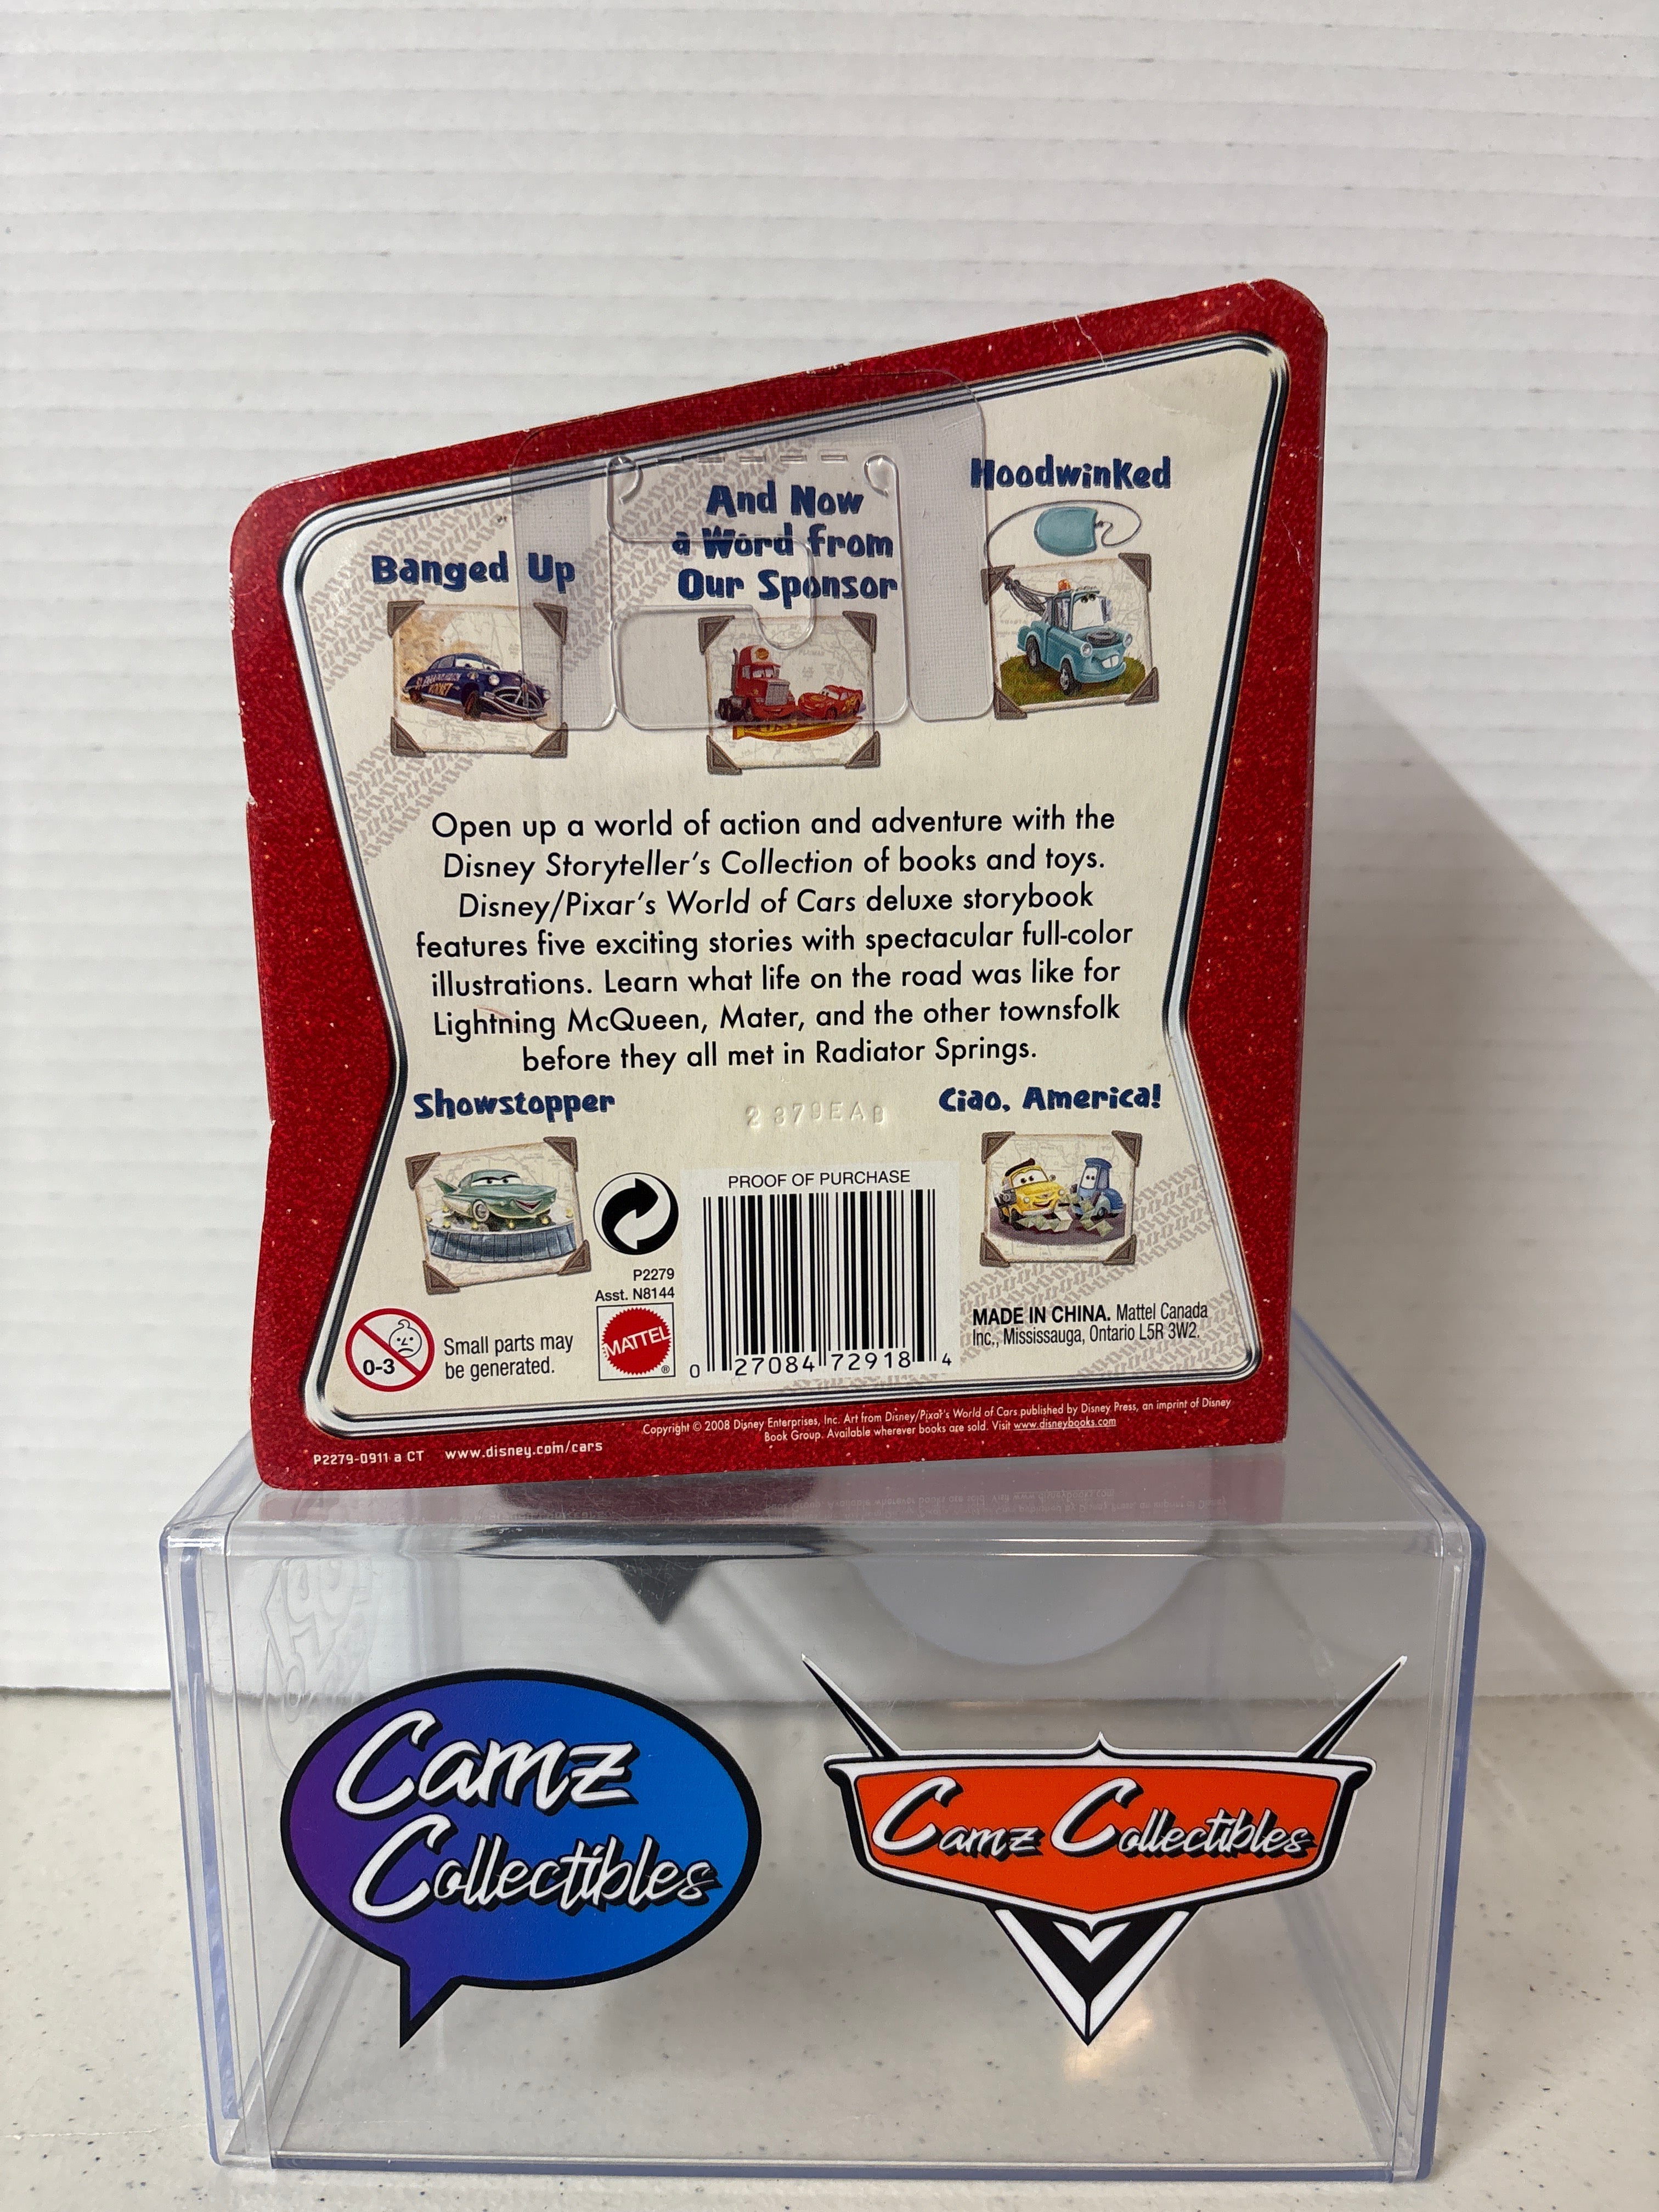 Hoodwinked
And Now
a Word from
Our Sponsor
Banged Up
Open up a world of action and adventure with the
Disney Storyteller's Collection of books and toys.
Disney/Pixar's World of Cars deluxe storybook
features five exciting stories with spectacular full-color
illustrations. Learn what life on the road was like for
Lightning McQueen, Mater, and the other townsfolk
before they all met in Radiator Springs.
Showstopper
Ciao, America!
PROOF OF PURCHASE
P2279
Asst. N8144
MATTEL
®
0 27084 72918 4
0-3
Small parts may
be generated.
MADE IN CHINA. Mattel Canada
Inc., Mississauga, Ontario L5R 3W2.
Copyright © 2008 Disney Enterprises, Inc. Art from Disney/Pixar's World of Cars published by Disney Press, an imprint of Disney
Book Group. Available wherever books are sold. Visit www.disneybooks.com
P2279-0911 a CT www.disney.com/cars
Camz
Collectibles
Camz Collectibles